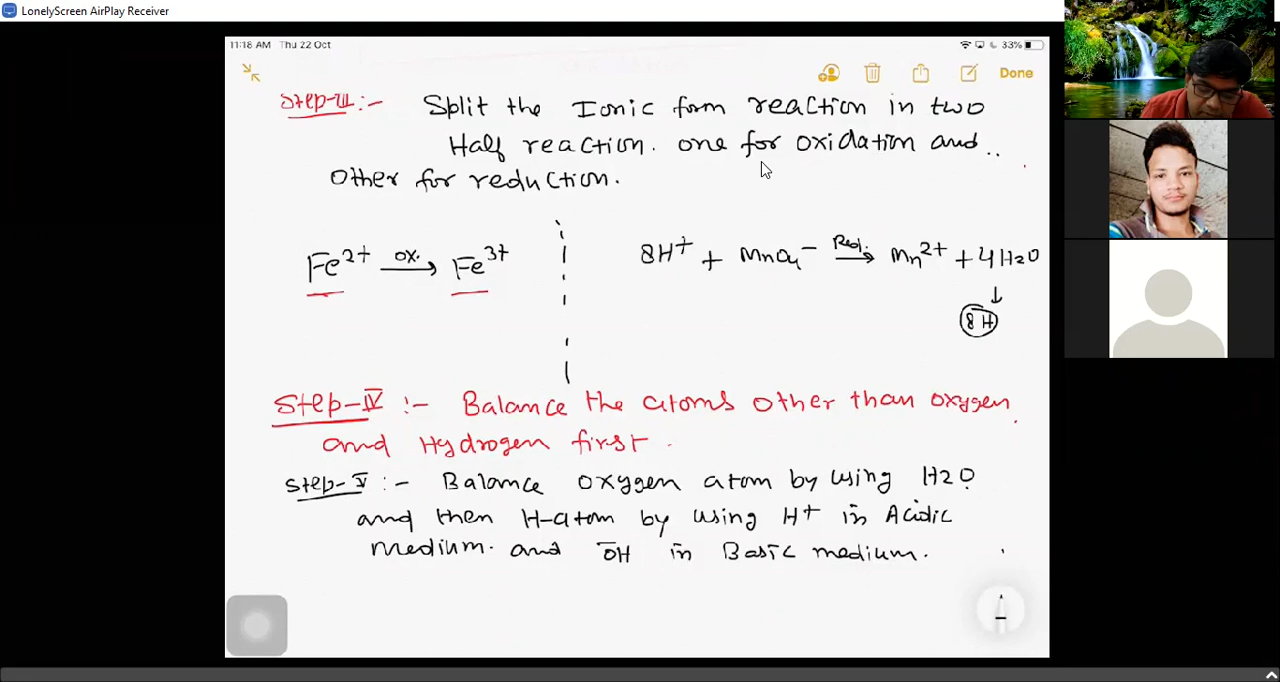 LonelyScreen AirPlay Receiver
11:18 AM Thu 22 Oct
33%
Done
Step-III :- Split the Ionic form reaction in two
Half reaction. one for oxidation and..
other for reduction.
Fe²⁺ —ox.→ Fe³⁺
8H⁺ + MnO₄⁻ —Red.→ Mn²⁺ + 4H₂O
↓
8H
Step-IV :- Balance the atoms other than oxygen
and Hydrogen first.
Step-V :- Balance oxygen atom by using H2O
and then H-atom by using H⁺ in Acidic
medium. and ŌH in Basic medium.